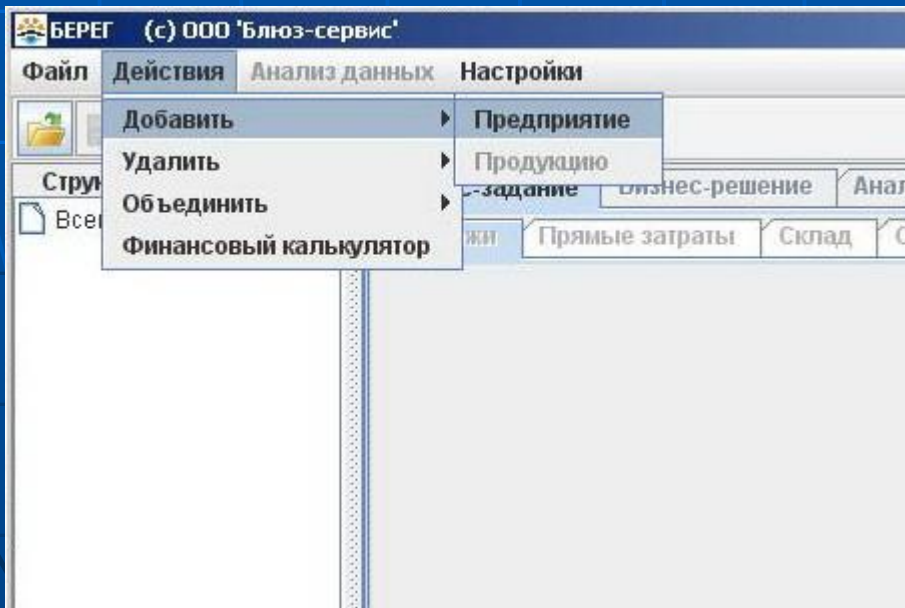 БЕРЕГ (с) ООО 'Блюз-сервис'
Файл Действия Анализ данных Настройки
Добавить Предприятие
Удалить Продукцию
Объединить
Финансовый калькулятор
Бизнес-решение
Прямые затраты Склад